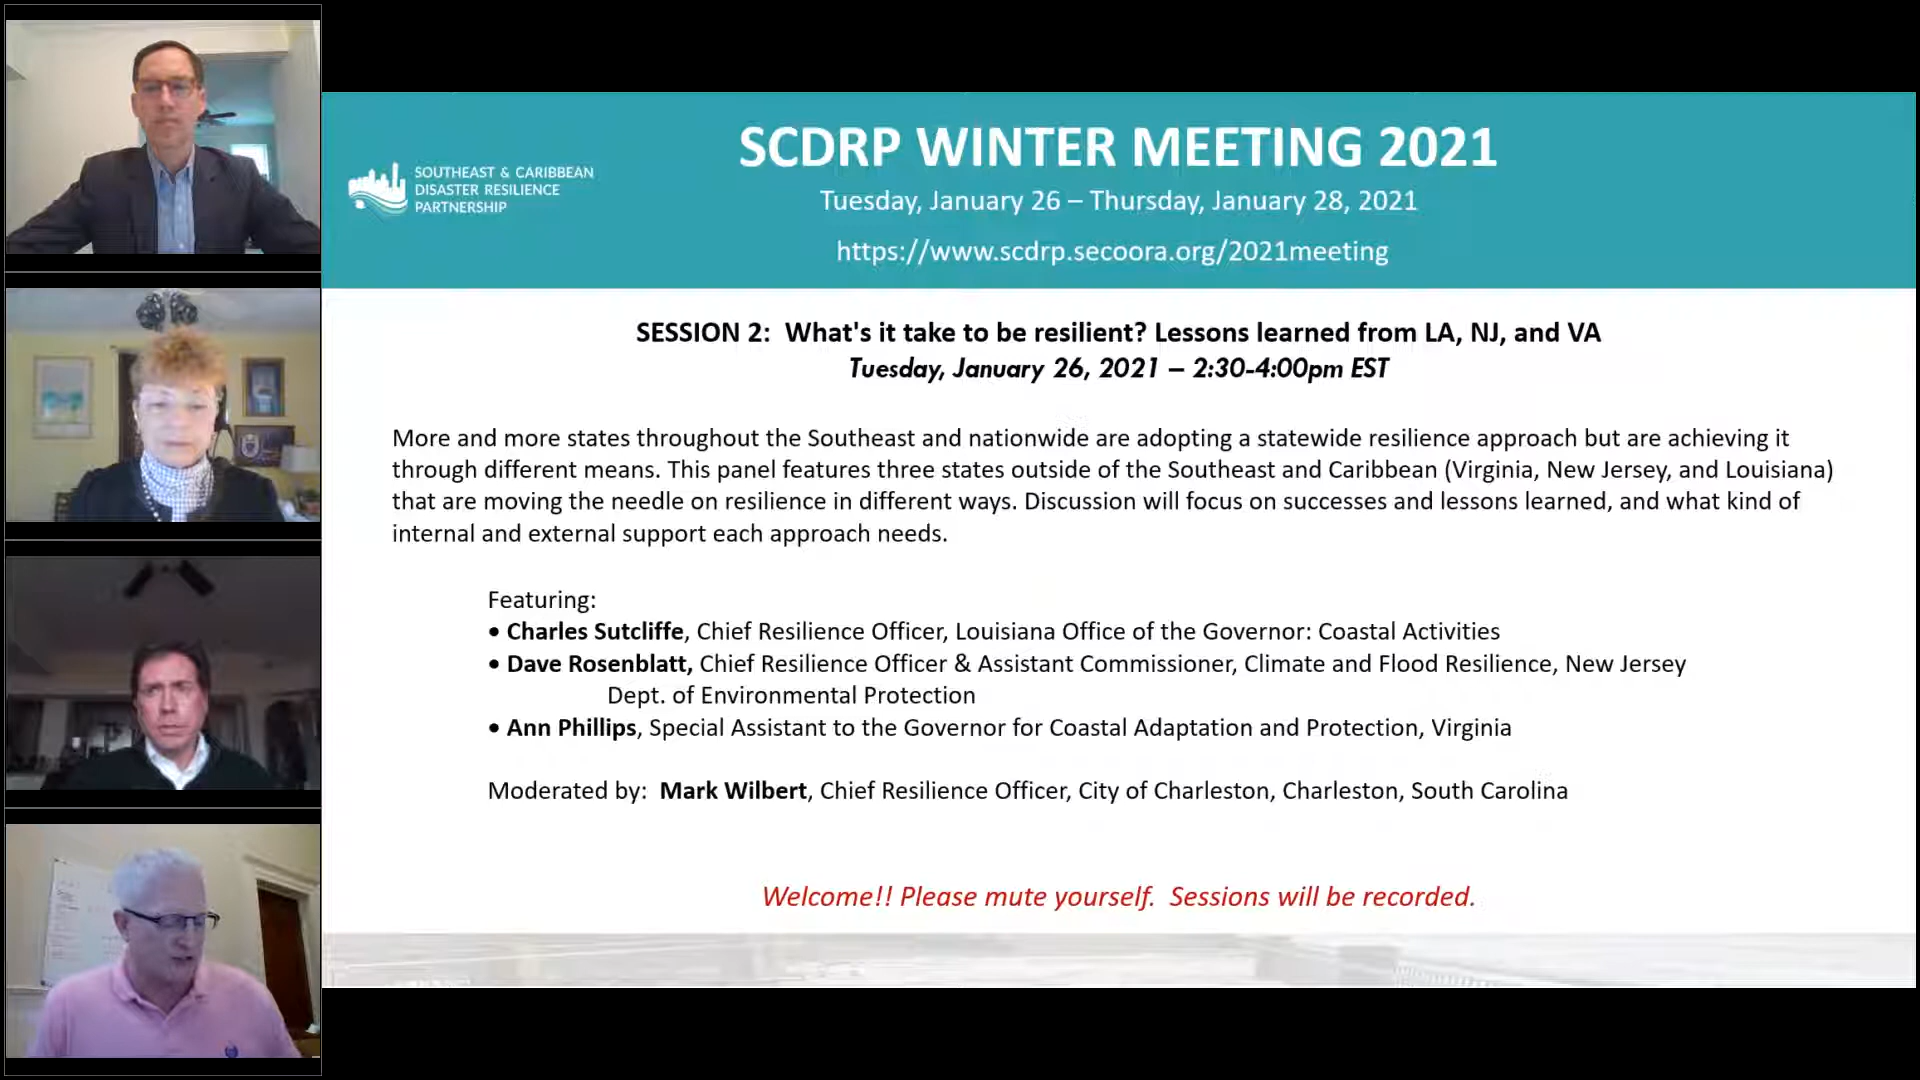 SOUTHEAST & CARIBBEAN
DISASTER RESILIENCE
PARTNERSHIP
SCDRP WINTER MEETING 2021
Tuesday, January 26 – Thursday, January 28, 2021
https://www.scdrp.secoora.org/2021meeting
SESSION 2: What's it take to be resilient? Lessons learned from LA, NJ, and VA
Tuesday, January 26, 2021 – 2:30-4:00pm EST
More and more states throughout the Southeast and nationwide are adopting a statewide resilience approach but are achieving it
through different means. This panel features three states outside of the Southeast and Caribbean (Virginia, New Jersey, and Louisiana)
that are moving the needle on resilience in different ways. Discussion will focus on successes and lessons learned, and what kind of
internal and external support each approach needs.
Featuring:
• Charles Sutcliffe, Chief Resilience Officer, Louisiana Office of the Governor: Coastal Activities
• Dave Rosenblatt, Chief Resilience Officer & Assistant Commissioner, Climate and Flood Resilience, New Jersey
Dept. of Environmental Protection
• Ann Phillips, Special Assistant to the Governor for Coastal Adaptation and Protection, Virginia
Moderated by: Mark Wilbert, Chief Resilience Officer, City of Charleston, Charleston, South Carolina
Welcome!! Please mute yourself. Sessions will be recorded.